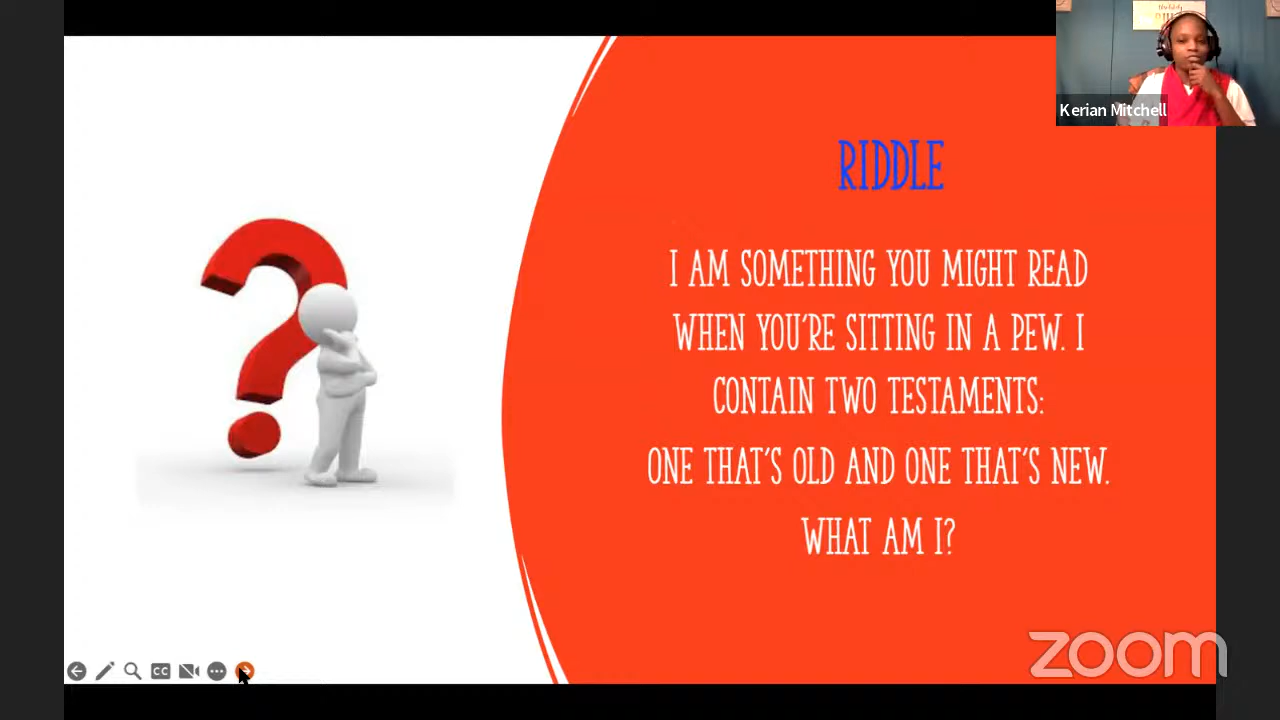 Kerian Mitchell
RIDDLE
I AM SOMETHING YOU MIGHT READ
WHEN YOU'RE SITTING IN A PEW. I
CONTAIN TWO TESTAMENTS:
ONE THAT'S OLD AND ONE THAT'S NEW.
WHAT AM I?
CC
zoom